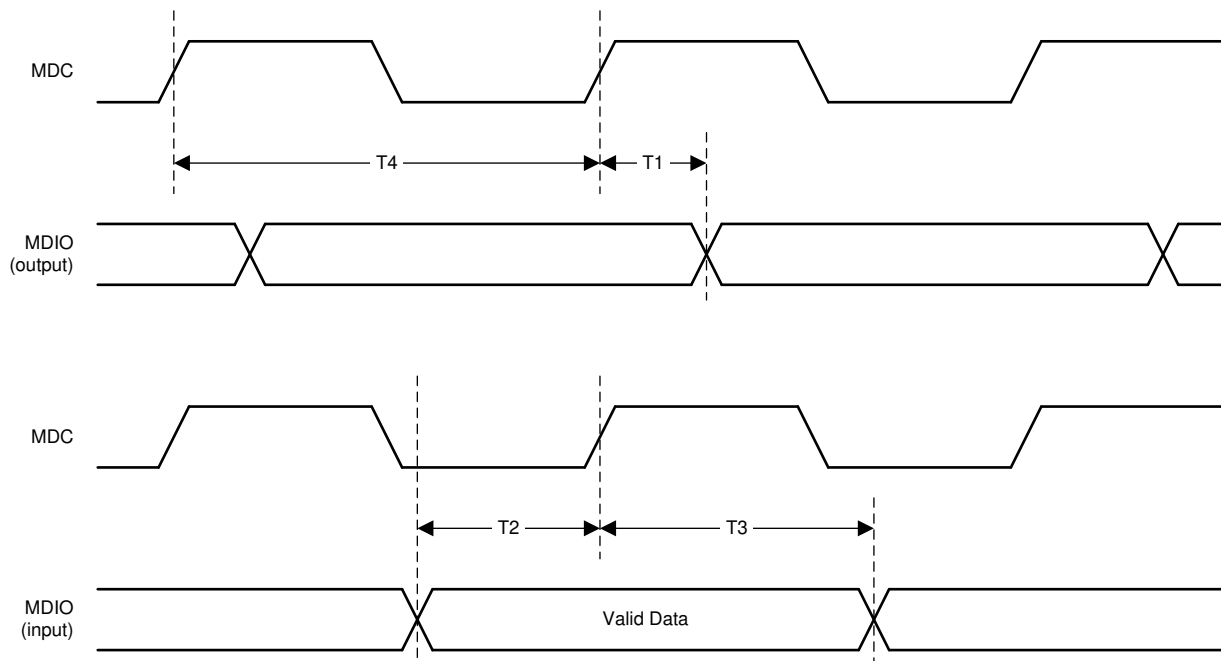 MDC
T4
T1
MDIO
(output)
MDC
T2
T3
MDIO
(input)
Valid Data